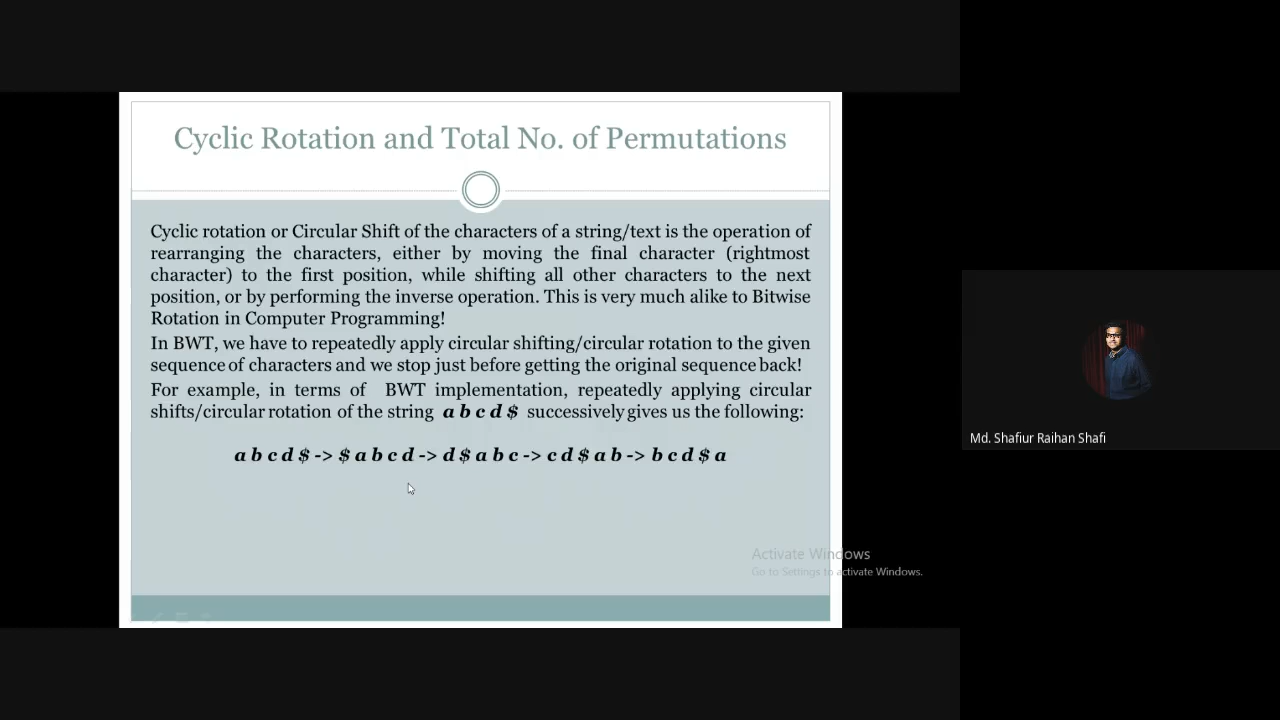 Cyclic Rotation and Total No. of Permutations
Cyclic rotation or Circular Shift of the characters of a string/text is the operation of
rearranging the characters, either by moving the final character (rightmost
character) to the first position, while shifting all other characters to the next
position, or by performing the inverse operation. This is very much alike to Bitwise
Rotation in Computer Programming!
In BWT, we have to repeatedly apply circular shifting/circular rotation to the given
sequence of characters and we stop just before getting the original sequence back!
For example, in terms of BWT implementation, repeatedly applying circular
shifts/circular rotation of the string a b c d $ successively gives us the following:
a b c d $ -> $ a b c d -> d $ a b c -> c d $ a b -> b c d $ a
Activate Windows
Go to Settings to activate Windows.
Md. Shafiur Raihan Shafi